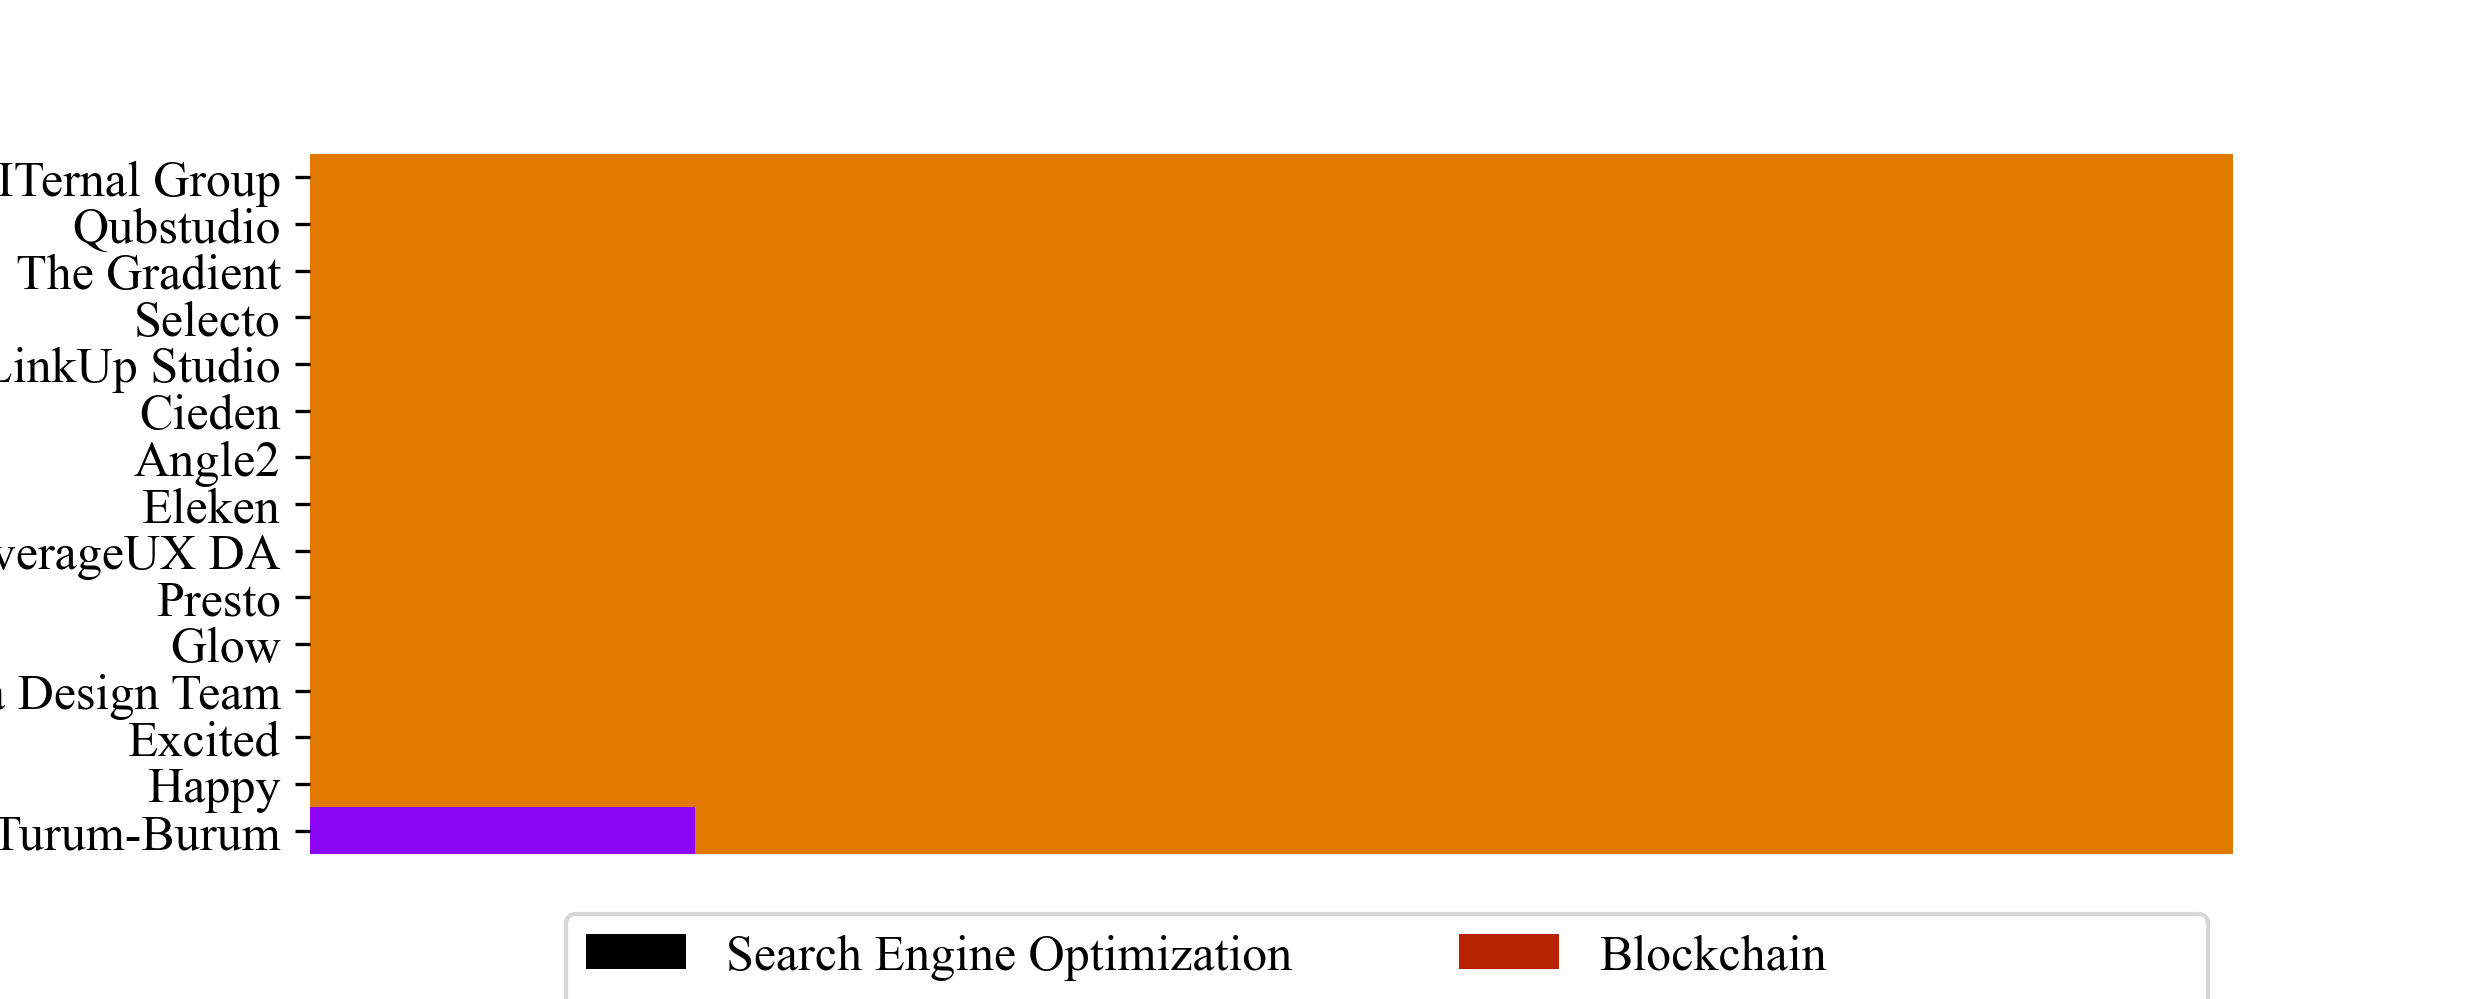 ITernal Group
Qubstudio
The Gradient
Selecto
LinkUp Studio
Cieden
Angle2
Eleken
verageUX DA
Presto
Glow
Design Team
Excited
Happy
Turum-Burum
Search Engine Optimization
Blockchain